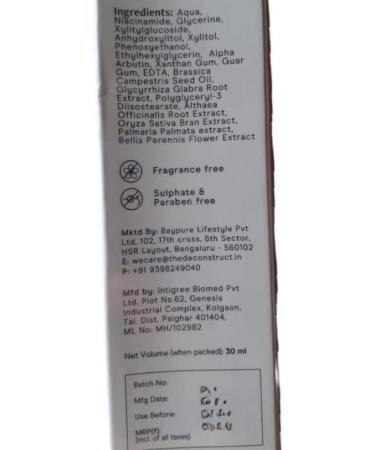 Ingredients: Aqua,
Niacinamide, Glycerine,
Xylitylglucoside,
Anhydroxylitol, Xylitol,
Phenoxyethanol,
Ethylhexylglycerin, Alpha
Arbutin, Xanthan Gum, Guar
Gum, EDTA, Brassica
Campestris Seed Oil,
Glycyrrhiza Glabra Root
Extract, Polyglyceryl-3
Diisostearate, Althaea
Officinalis Root Extract,
Oryza Sativa Bran Extract,
Palmaria Palmata extract,
Bellis Perennis Flower Extract
Fragrance free
Sulphate &
Paraben free
Mktd By: Baypure Lifestyle Pvt
Ltd, 102, 17th cross, 6th Sector,
HSR Layout, Bengaluru - 560102
E: wecare@thedeconstruct.in
P: +91 9398249040
Mfd by: Intigree Biomed Pvt
Ltd. Plot No.62, Genesis
Industrial Complex, Kolgaon,
Tal. Dist. Palghar 401404,
ML No: MH/102982
Net Volume (when packed): 30 ml
Batch No:
Mfg Date:
Use Before:
MRP(₹):
(incl. of all taxes)